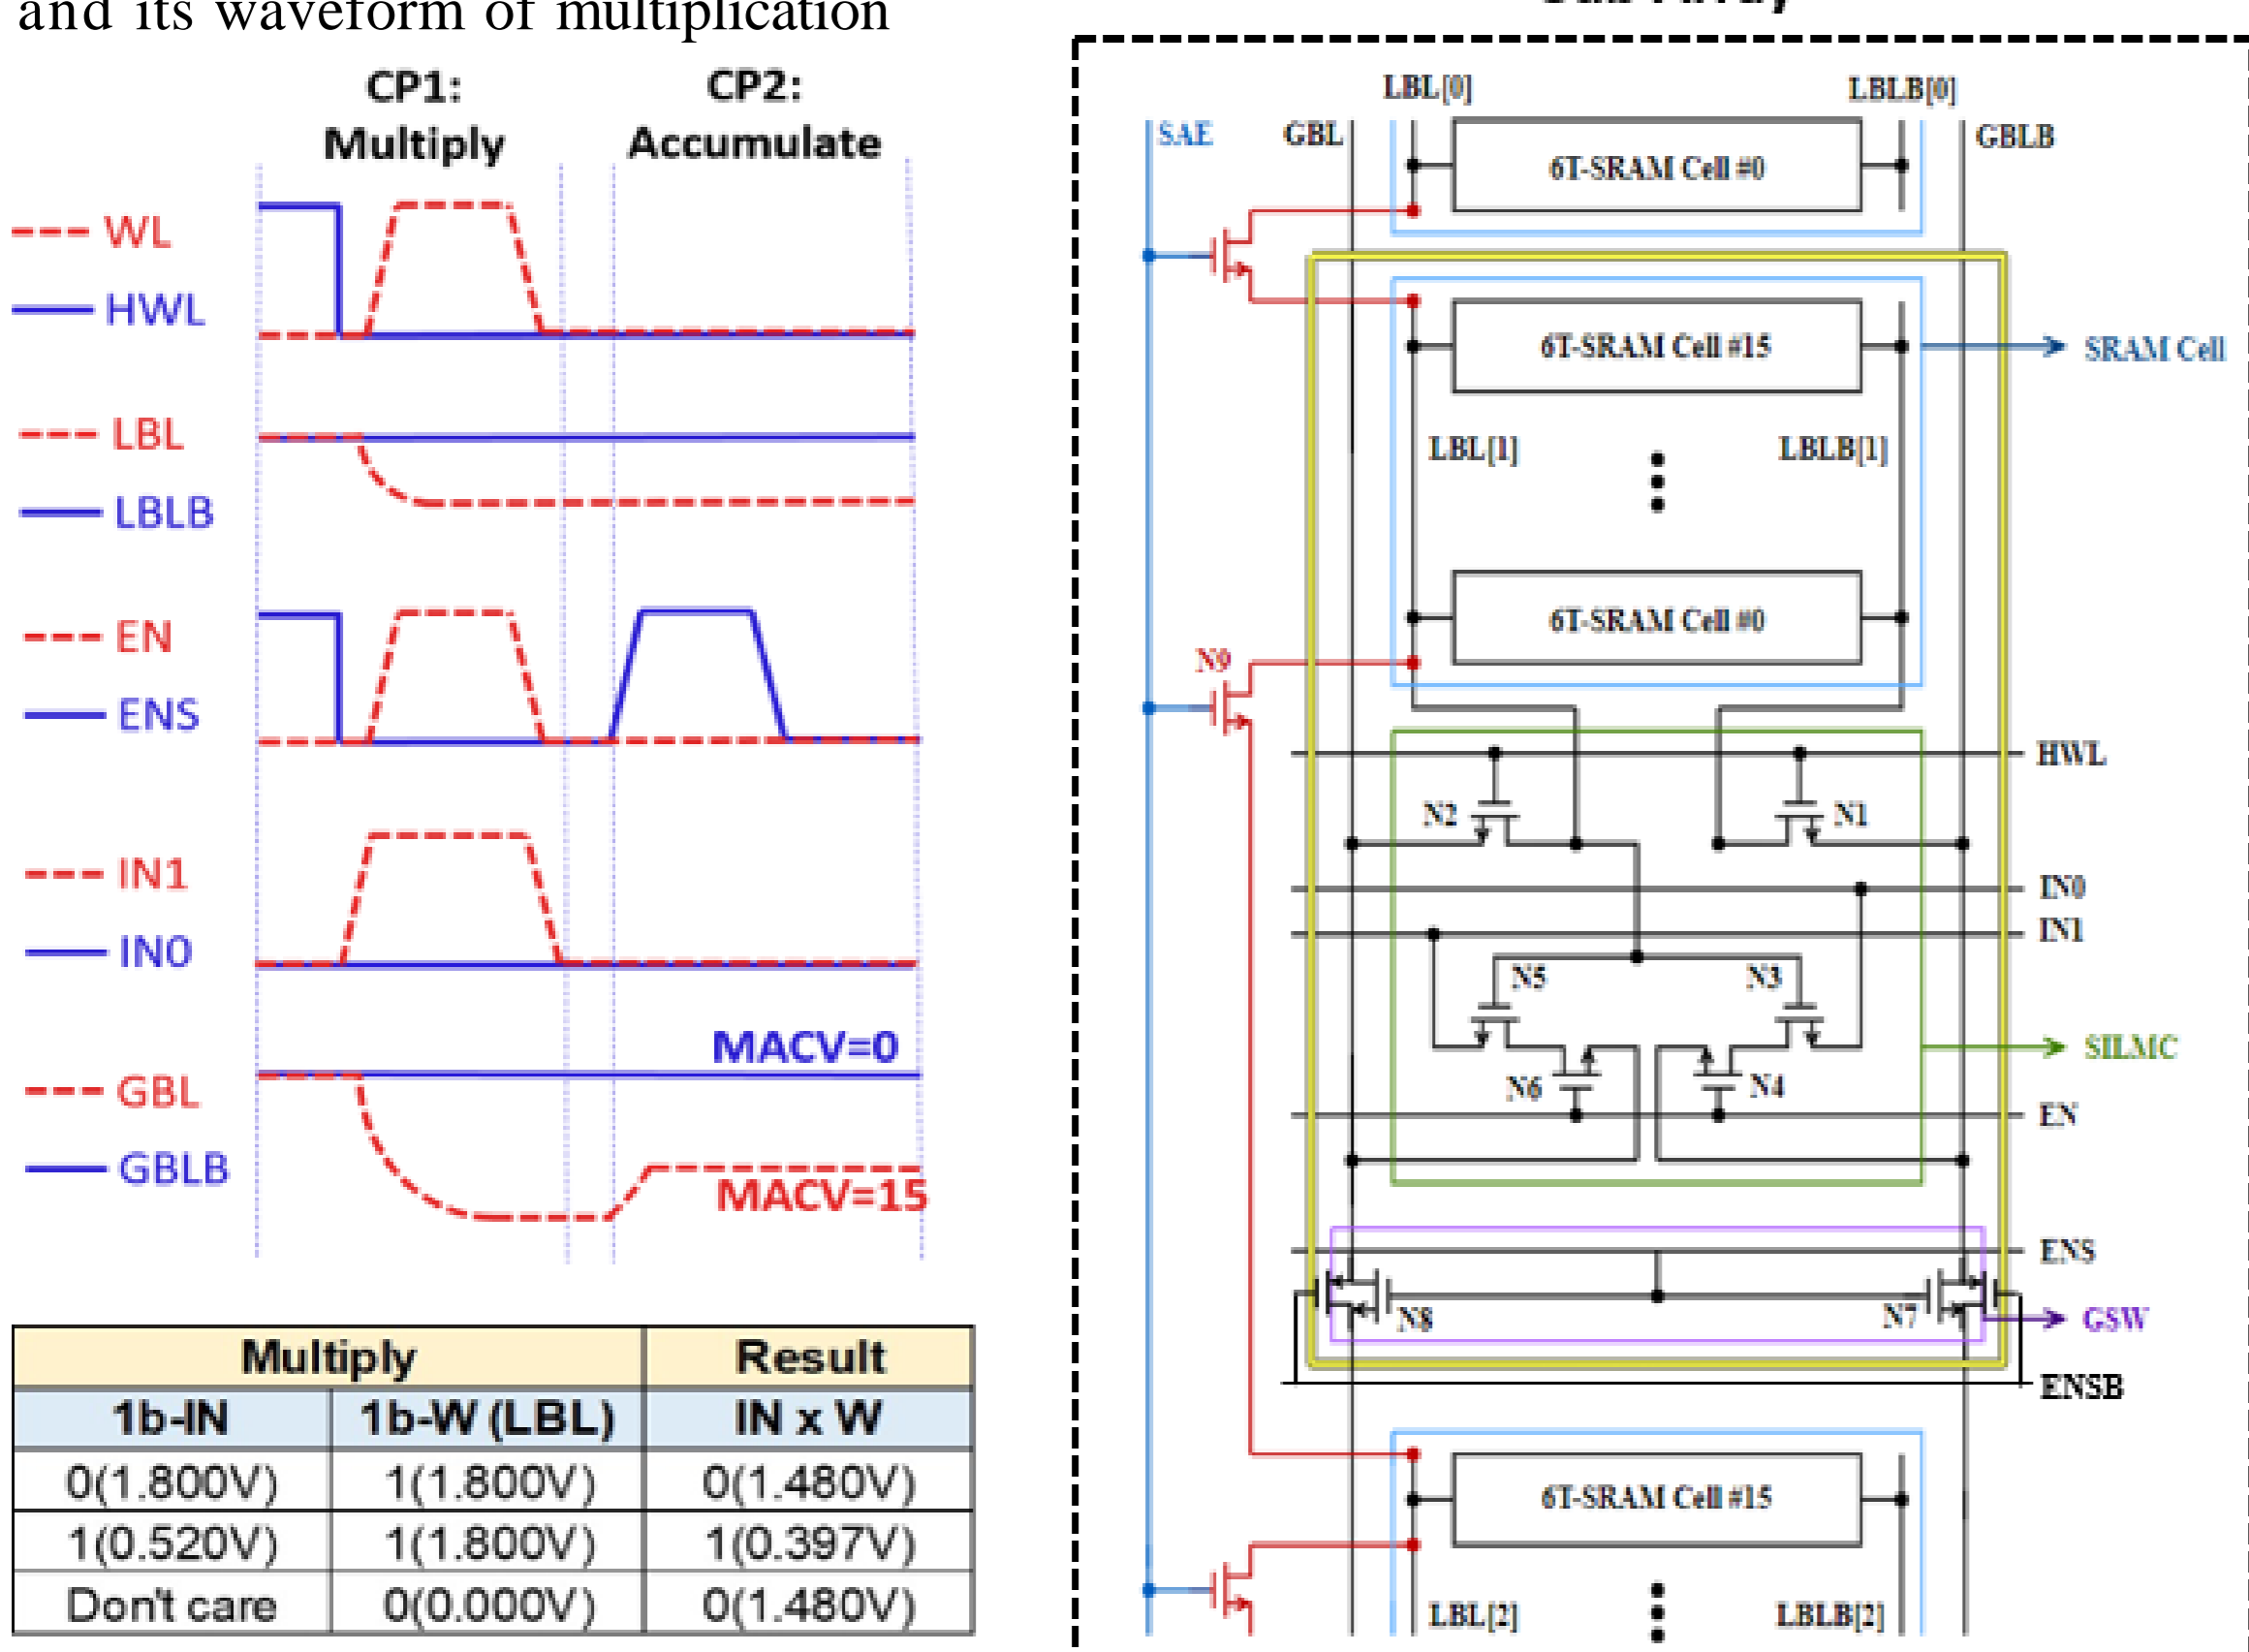 and its waveform of multiplication
CP1:
Multiply
CP2:
Accumulate
WL
HWL
LBL
LBLB
EN
ENS
IN1
IN0
MACV=0
GBL
GBLB
MACV=15
Multiply Result
1b-IN 1b-W (LBL) IN x W
0(1.800V) 1(1.800V) 0(1.480V)
1(0.520V) 1(1.800V) 1(0.397V)
Don't care 0(0.000V) 0(1.480V)
LBL[0] LBLB[0]
SAE GBL GBLB
6T-SRAM Cell #0
6T-SRAM Cell #15
SRAM Cell
LBL[1] LBLB[1]
6T-SRAM Cell #0
N9
HWL
N2 N1
IN0
IN1
N5 N3
SILMC
N6 N4
EN
ENS
N8 N7
GSW
ENSB
6T-SRAM Cell #15
LBL[2] LBLB[2]